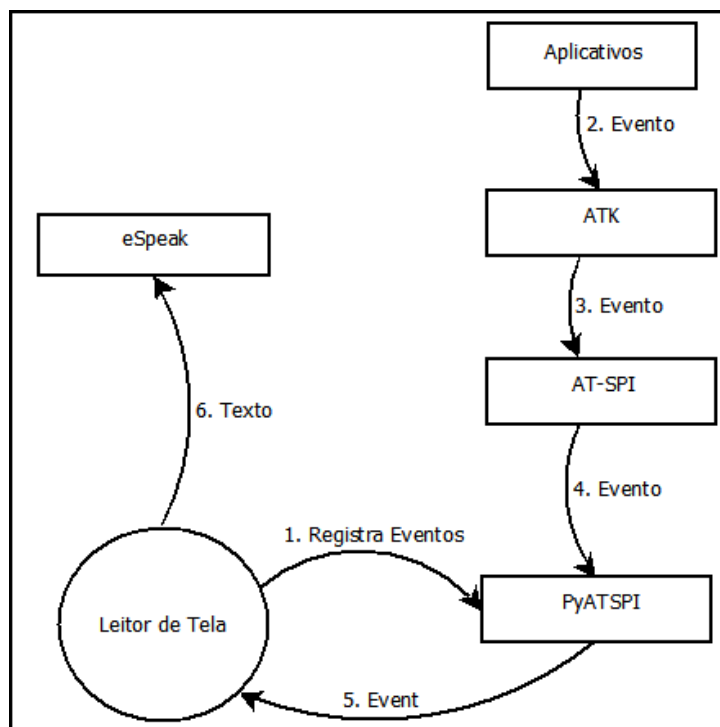 Aplicativos
2. Evento
ATK
eSpeak
3. Evento
AT-SPI
6. Texto
4. Evento
1. Registra Eventos
PyATSPI
Leitor de Tela
5. Event